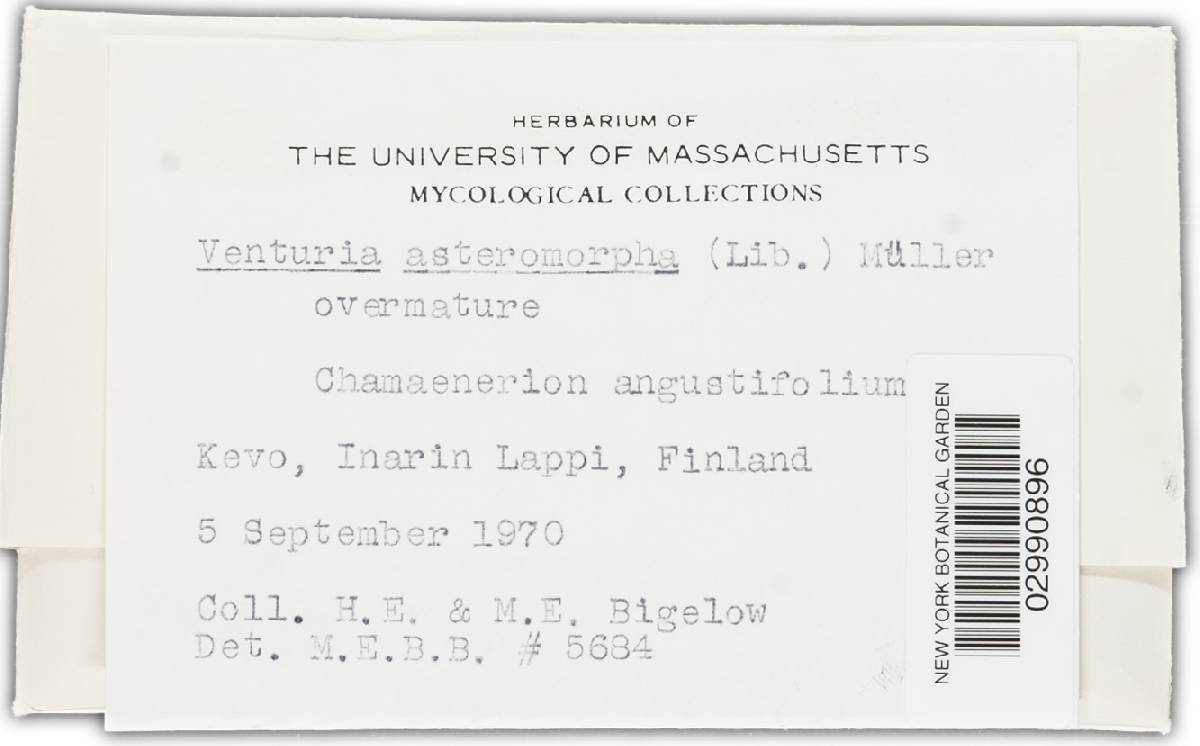 HERBARIUM OF
THE UNIVERSITY OF MASSACHUSETTS
MYCOLOGICAL COLLECTIONS
Venturia asteromorpha (Lib.) Müller
overmature
Chamaenerion angustifolium
Kevo, Inarin Lappi, Finland
5 September 1970
Coll. H.E. & M.E. Bigelow
Det. M.E.B.B. # 5684
NEW YORK BOTANICAL GARDEN
02990896